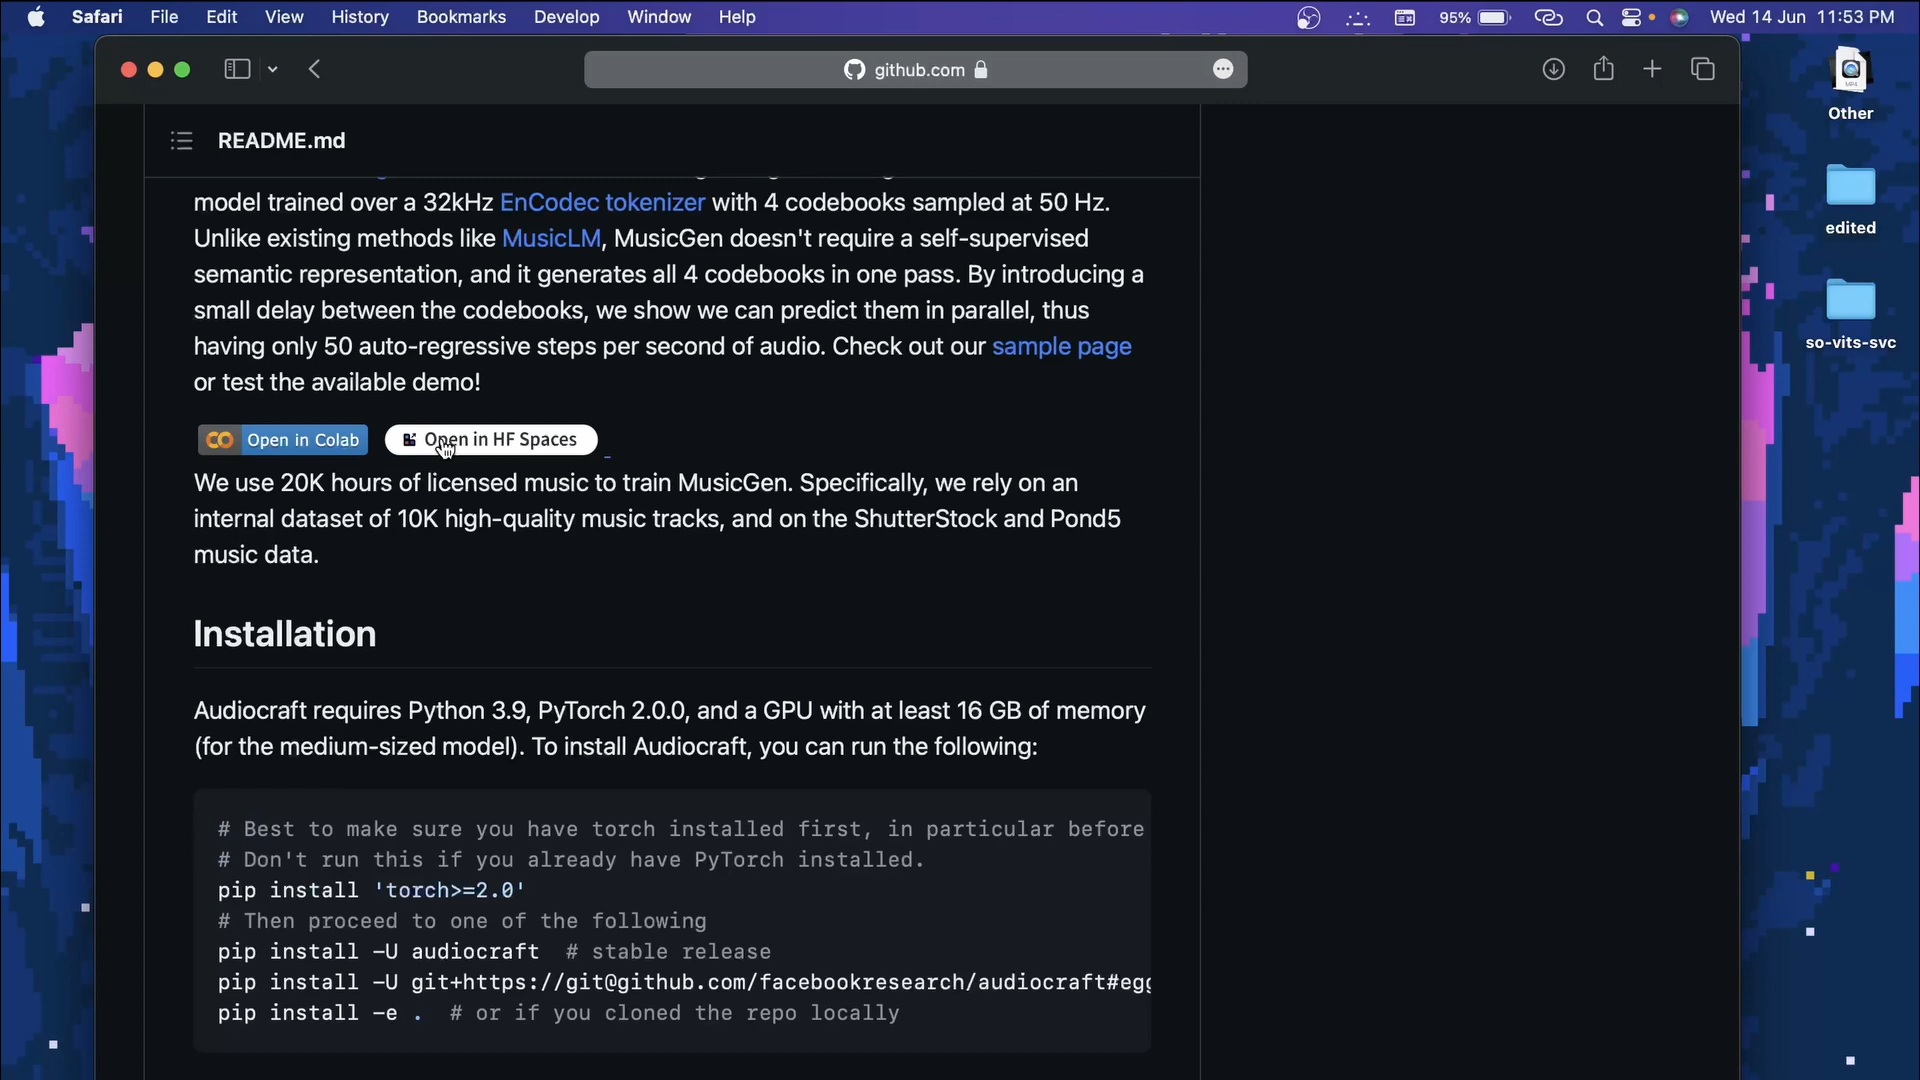 Safari File Edit View History Bookmarks Develop Window Help 95% Wed 14 Jun 11:53 PM
github.com
MP4
Other
edited
so-vits-svc
README.md
model trained over a 32kHz EnCodec tokenizer with 4 codebooks sampled at 50 Hz.
Unlike existing methods like MusicLM, MusicGen doesn't require a self-supervised
semantic representation, and it generates all 4 codebooks in one pass. By introducing a
small delay between the codebooks, we show we can predict them in parallel, thus
having only 50 auto-regressive steps per second of audio. Check out our sample page
or test the available demo!
Open in Colab Open in HF Spaces
We use 20K hours of licensed music to train MusicGen. Specifically, we rely on an
internal dataset of 10K high-quality music tracks, and on the ShutterStock and Pond5
music data.
Installation
Audiocraft requires Python 3.9, PyTorch 2.0.0, and a GPU with at least 16 GB of memory
(for the medium-sized model). To install Audiocraft, you can run the following:
# Best to make sure you have torch installed first, in particular before
# Don't run this if you already have PyTorch installed.
pip install 'torch>=2.0'
# Then proceed to one of the following
pip install -U audiocraft # stable release
pip install -U git+https://git@github.com/facebookresearch/audiocraft#egg
pip install -e . # or if you cloned the repo locally